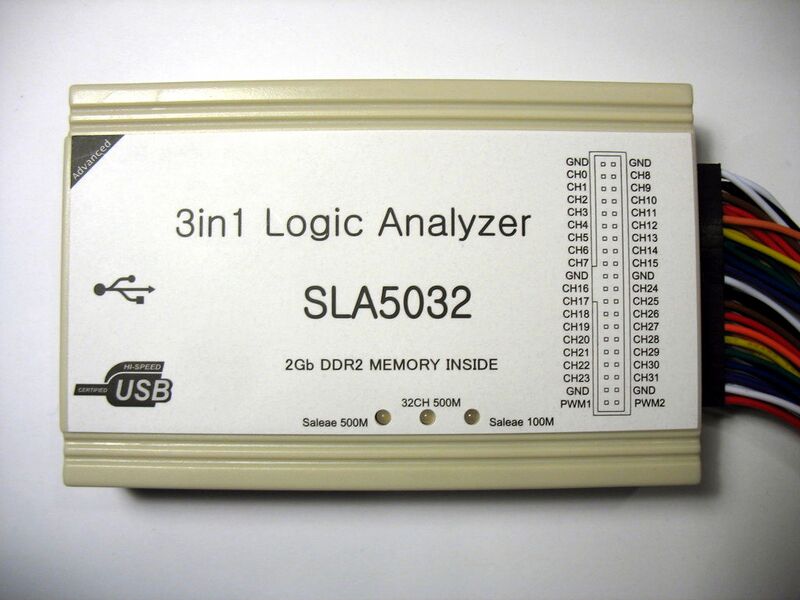 Advanced
3in1 Logic Analyzer
SLA5032
2Gb DDR2 MEMORY INSIDE
32CH 500M
Saleae 500M
Saleae 100M
HI-SPEED
CERTIFIED
USB
GND GND
CH0 CH8
CH1 CH9
CH2 CH10
CH3 CH11
CH4 CH12
CH5 CH13
CH6 CH14
CH7 CH15
GND GND
CH16 CH24
CH17 CH25
CH18 CH26
CH19 CH27
CH20 CH28
CH21 CH29
CH22 CH30
CH23 CH31
GND GND
PWM1 PWM2